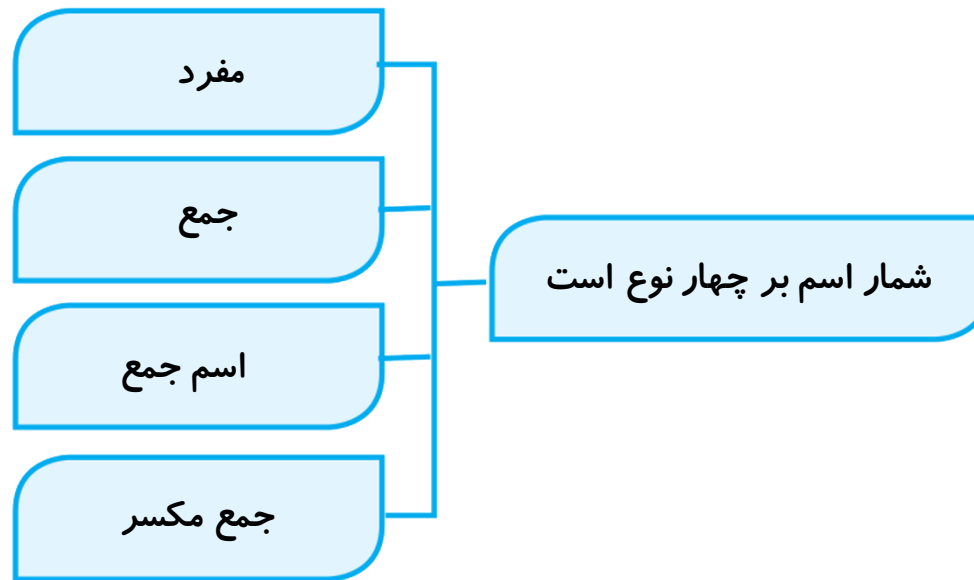 شمار اسم بر چهار نوع است
مفرد
جمع
اسم جمع
جمع مکسر